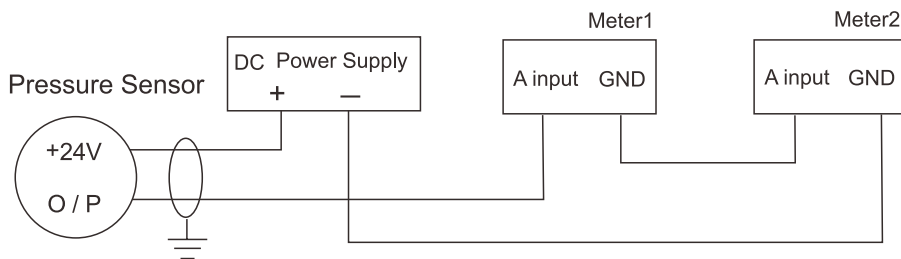 Meter1
Meter2
DC Power Supply
+ —
A input GND
A input GND
Pressure Sensor
+24V
O / P